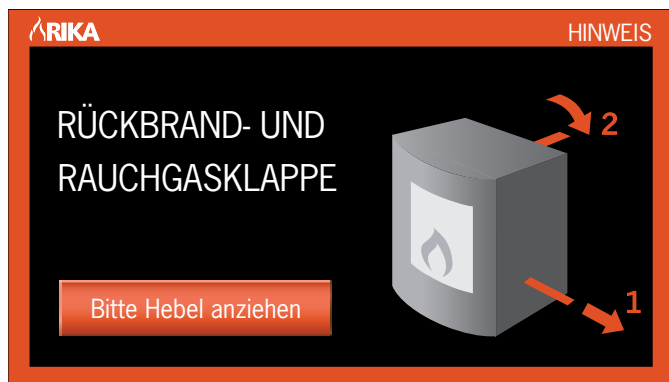 RIKA
HINWEIS
RÜCKBRAND- UND
RAUCHGASKLAPPE
2
1
Bitte Hebel anziehen